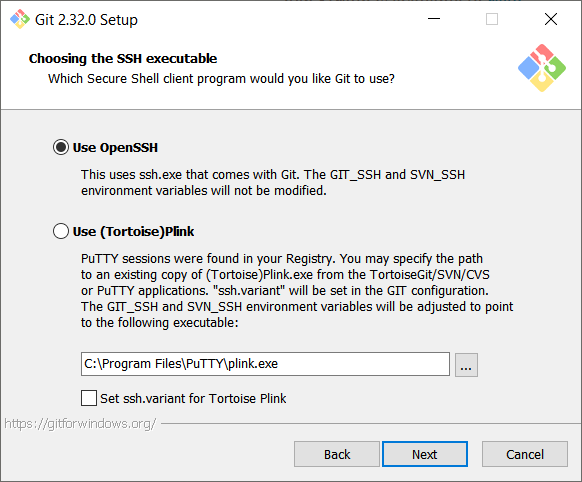 Git 2.32.0 Setup
Choosing the SSH executable
Which Secure Shell client program would you like Git to use?
Use OpenSSH
This uses ssh.exe that comes with Git. The GIT_SSH and SVN_SSH
environment variables will not be modified.
Use (Tortoise)Plink
PuTTY sessions were found in your Registry. You may specify the path
to an existing copy of (Tortoise)Plink.exe from the TortoiseGit/SVN/CVS
or PuTTY applications. "ssh.variant" will be set in the GIT configuration.
The GIT_SSH and SVN_SSH environment variables will be adjusted to point
to the following executable:
C:\Program Files\PuTTY\plink.exe
...
Set ssh.variant for Tortoise Plink
https://gitforwindows.org/
Back
Next
Cancel